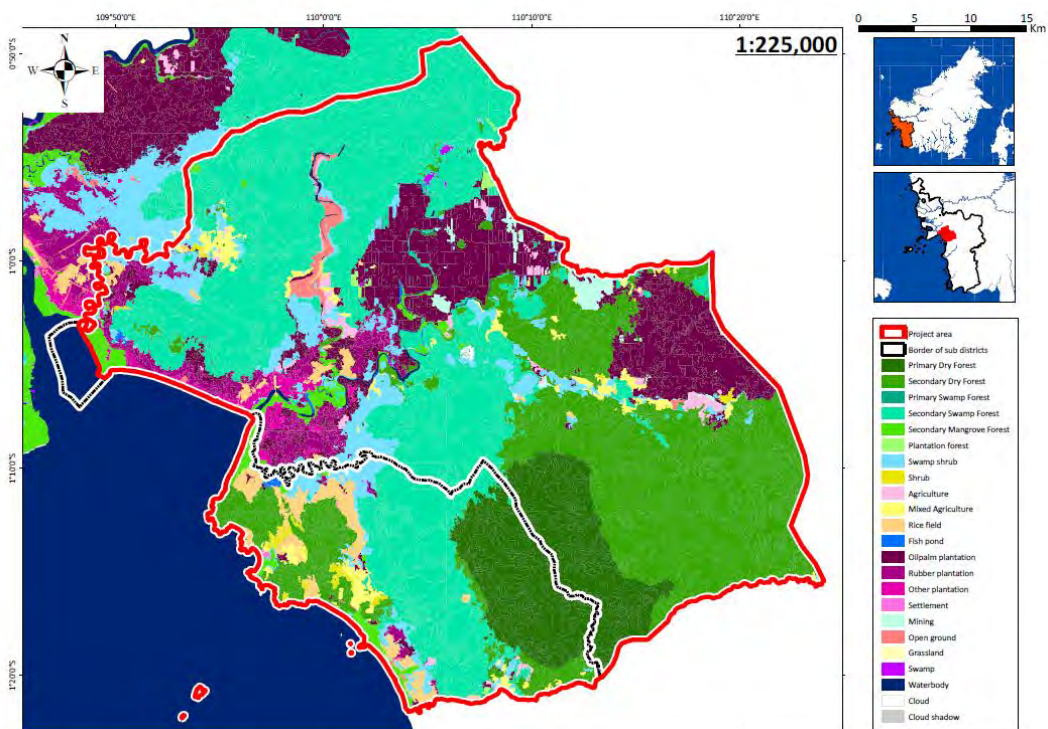 109°50'0"E
110°0'0"E
110°10'0"E
110°20'0"E
0 5 10 15
Km
1:225,000
N
W E
S
0°50'0"S
1°0'0"S
1°10'0"S
1°10'0"S
1°20'0"S
Project area
Border of sub districts
Primary Dry Forest
Secondary Dry Forest
Primary Swamp Forest
Secondary Swamp Forest
Secondary Mangrove Forest
Plantation forest
Swamp shrub
Shrub
Agriculture
Mixed Agriculture
Rice field
Fish pond
Oilpalm plantation
Rubber plantation
Other plantation
Settlement
Mining
Open ground
Grassland
Swamp
Waterbody
Cloud
Cloud shadow